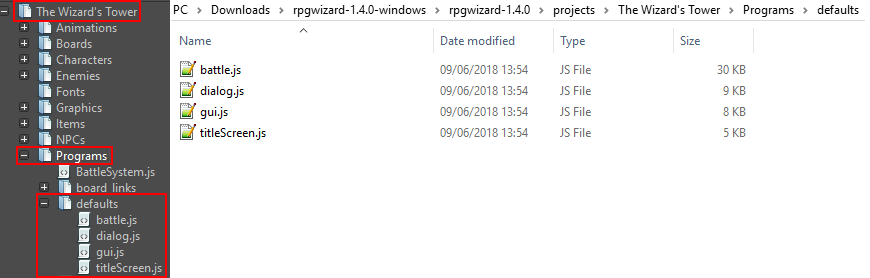 The Wizard's Tower
Animations
Boards
Characters
Enemies
Fonts
Graphics
Items
NPCs
Programs
BattleSystem.js
board_links
defaults
battle.js
dialog.js
gui.js
titleScreen.js
PC > Downloads > rpgwizard-1.4.0-windows > rpgwizard-1.4.0 > projects > The Wizard's Tower > Programs > defaults
Name Date modified Type Size
battle.js 09/06/2018 13:54 JS File 30 KB
dialog.js 09/06/2018 13:54 JS File 9 KB
gui.js 09/06/2018 13:54 JS File 8 KB
titleScreen.js 09/06/2018 13:54 JS File 5 KB